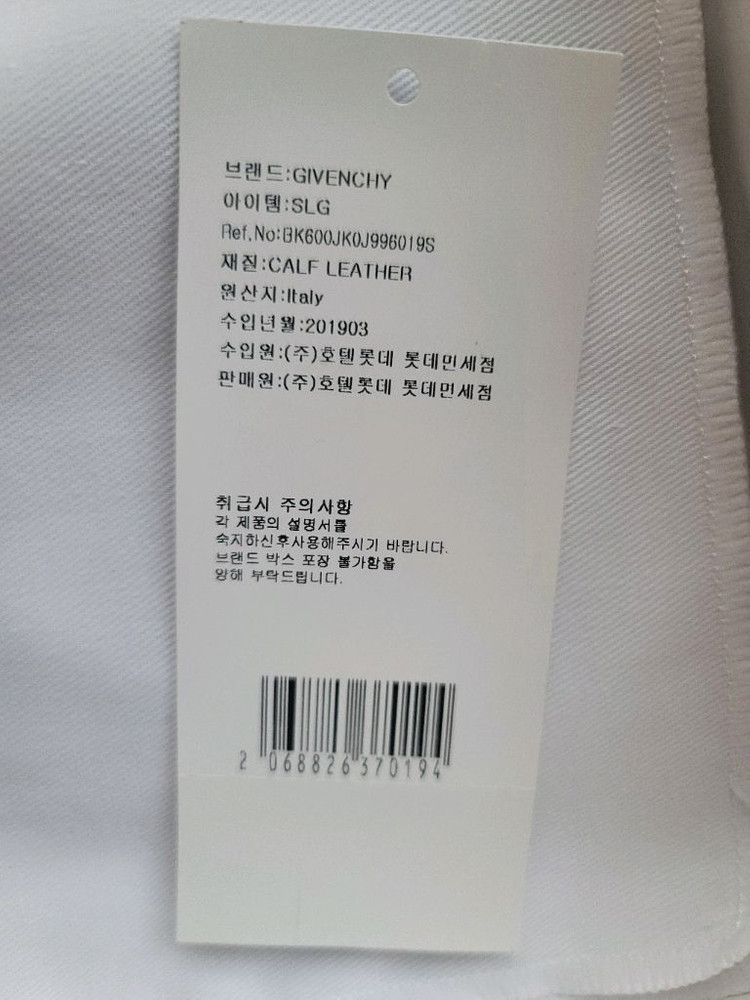 브랜드:GIVENCHY
아이템:SLG
Ref.No:BK600JK0J996019S
재질:CALF LEATHER
원산지:Italy
수입년월:201903
수입원:(주)호텔롯데 롯데면세점
판매원:(주)호텔롯데 롯데면세점
취급시 주의사항
각 제품의 설명서를
숙지하신후사용해주시기 바랍니다.
브랜드 박스 포장 불가함을
양해 부탁드립니다.
2 068826 370194